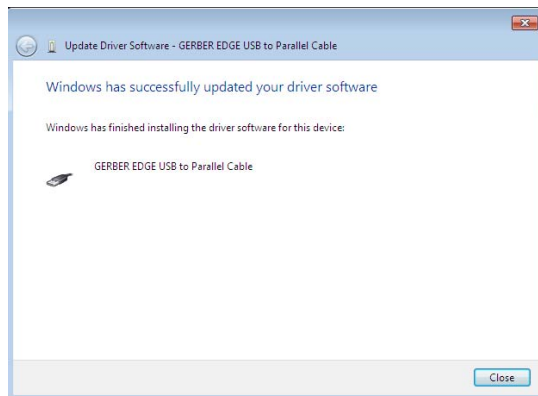 Update Driver Software - GERBER EDGE USB to Parallel Cable
Windows has successfully updated your driver software
Windows has finished installing the driver software for this device:
GERBER EDGE USB to Parallel Cable
Close